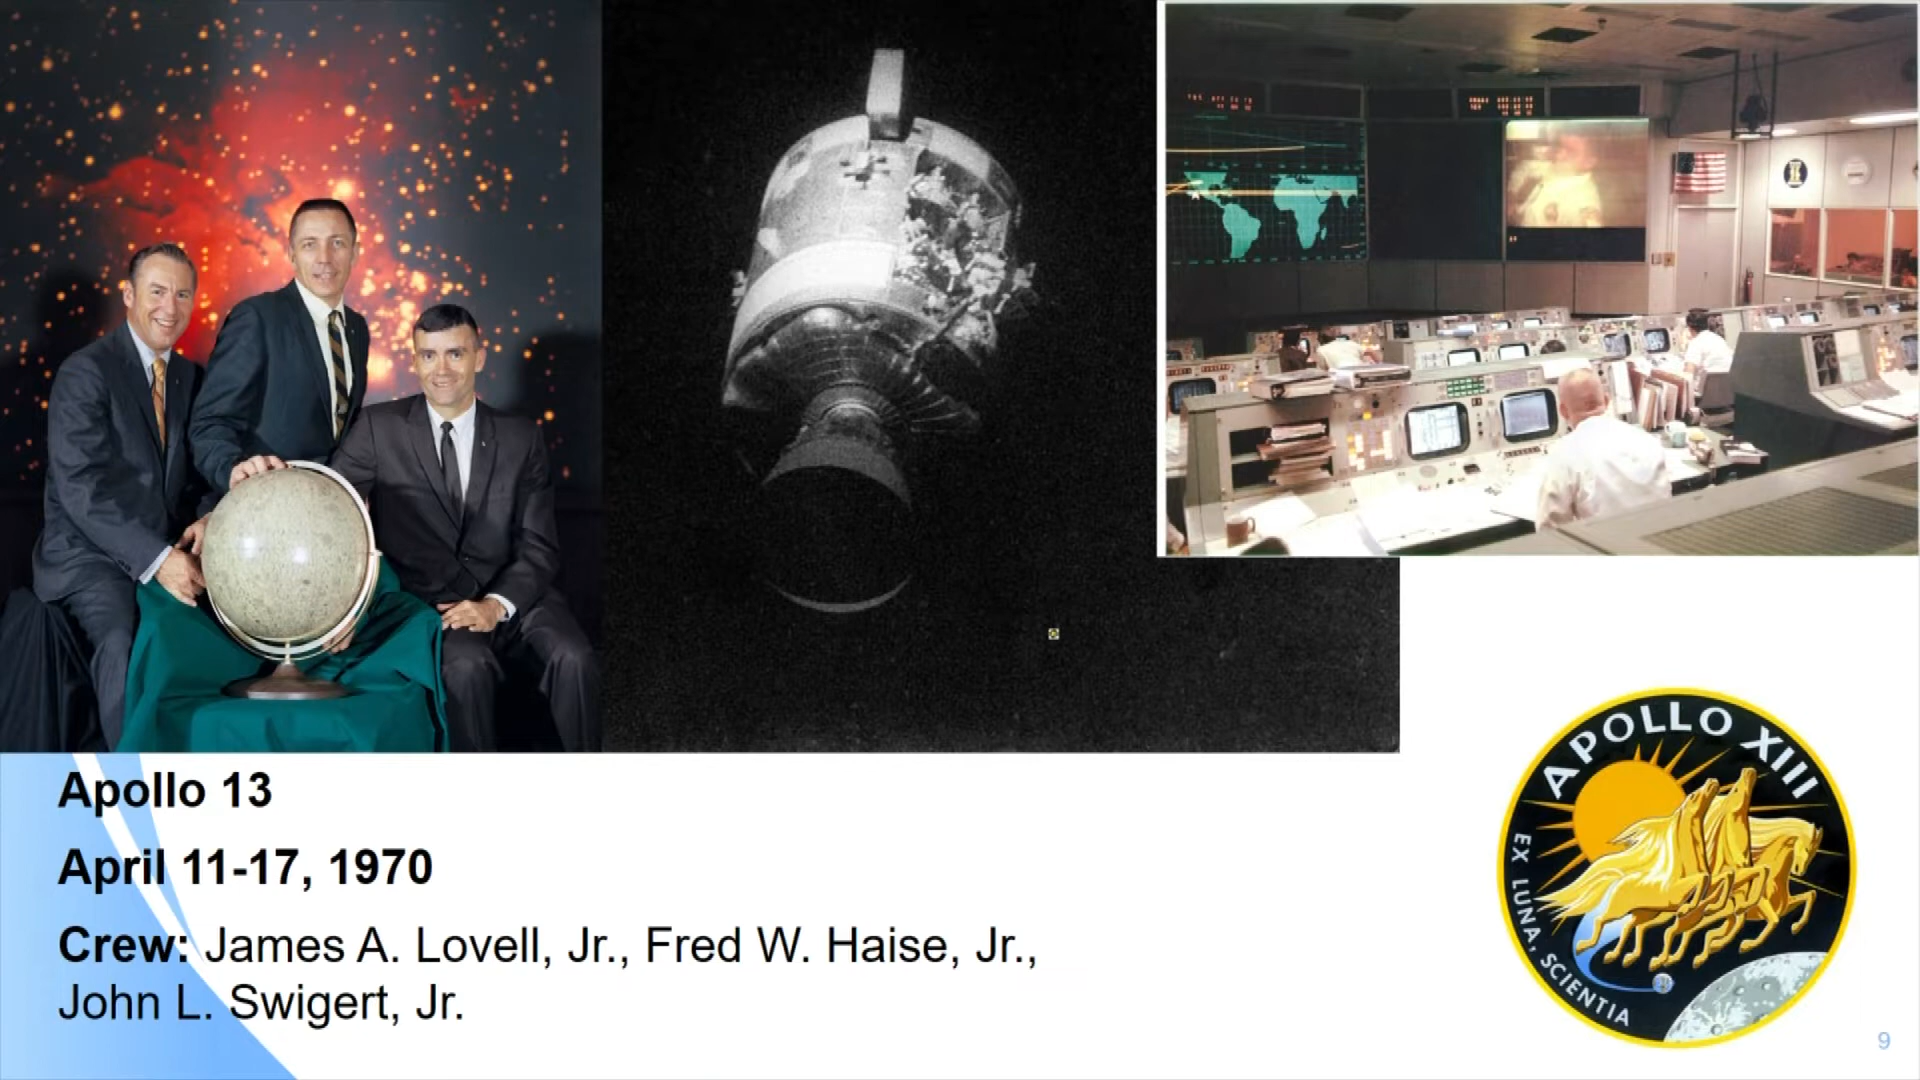 Apollo 13
April 11-17, 1970
Crew: James A. Lovell, Jr., Fred W. Haise, Jr.,
John L. Swigert, Jr.
APOLLO XIII
EX LUNA, SCIENTIA
9